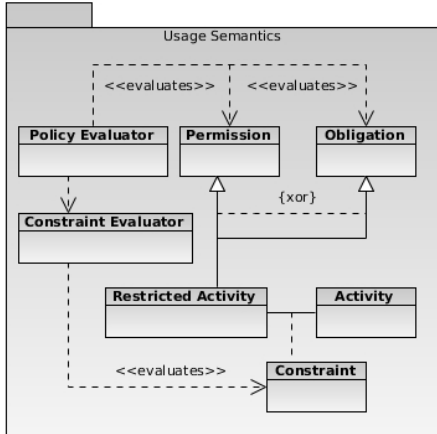 Usage Semantics
<<evaluates>> <<evaluates>>
Policy Evaluator Permission Obligation
{xor}
Constraint Evaluator
Restricted Activity Activity
<<evaluates>> Constraint